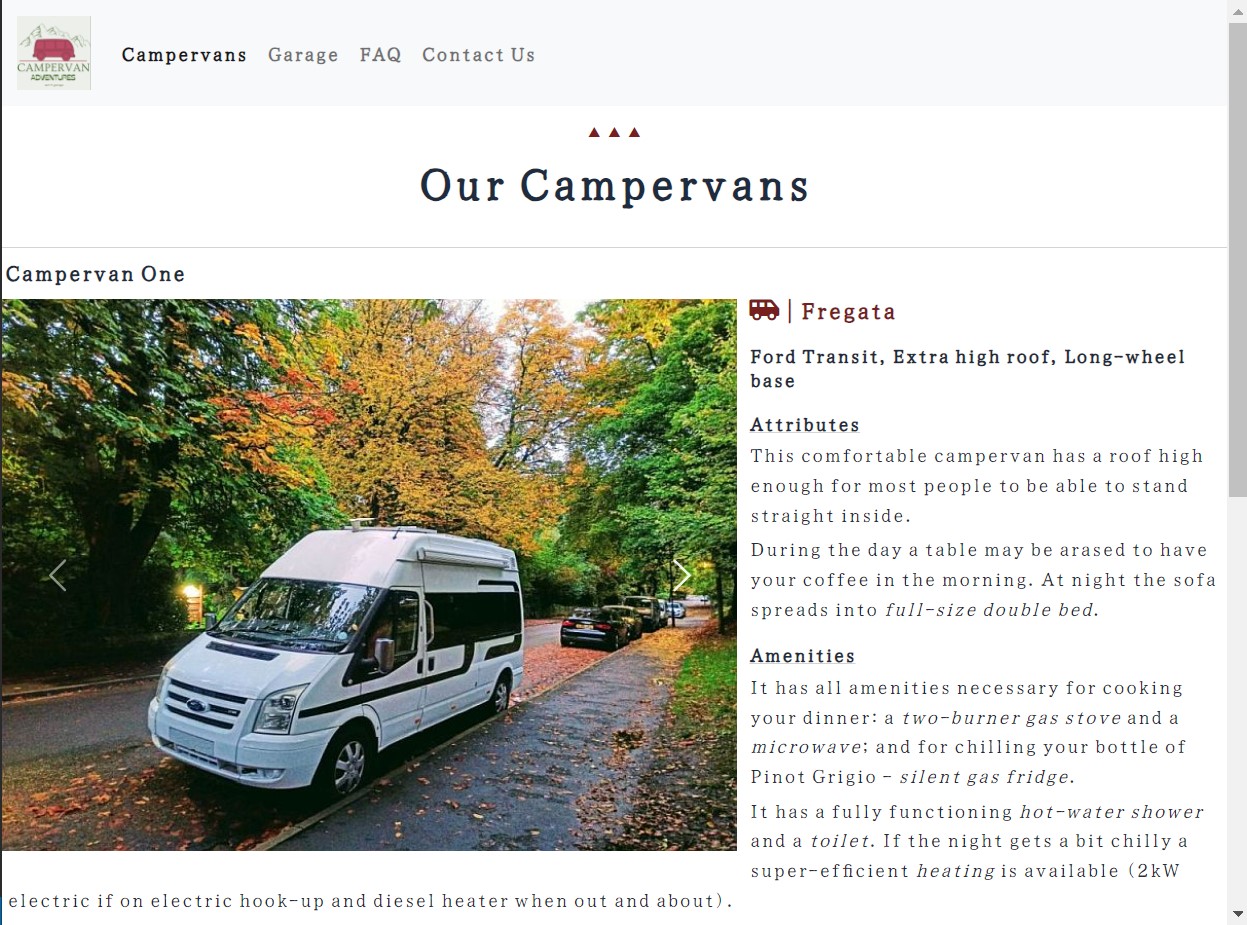 CAMPERVAN
ADVENTURES
Campervans Garage FAQ Contact Us
Our Campervans
Campervan One
| Fregata
Ford Transit, Extra high roof, Long-wheel
base
Attributes
This comfortable campervan has a roof high
enough for most people to be able to stand
straight inside.
During the day a table may be arased to have
your coffee in the morning. At night the sofa
spreads into full-size double bed.
Amenities
It has all amenities necessary for cooking
your dinner: a two-burner gas stove and a
microwave; and for chilling your bottle of
Pinot Grigio - silent gas fridge.
It has a fully functioning hot-water shower
and a toilet. If the night gets a bit chilly a
super-efficient heating is available (2kW
electric if on electric hook-up and diesel heater when out and about).